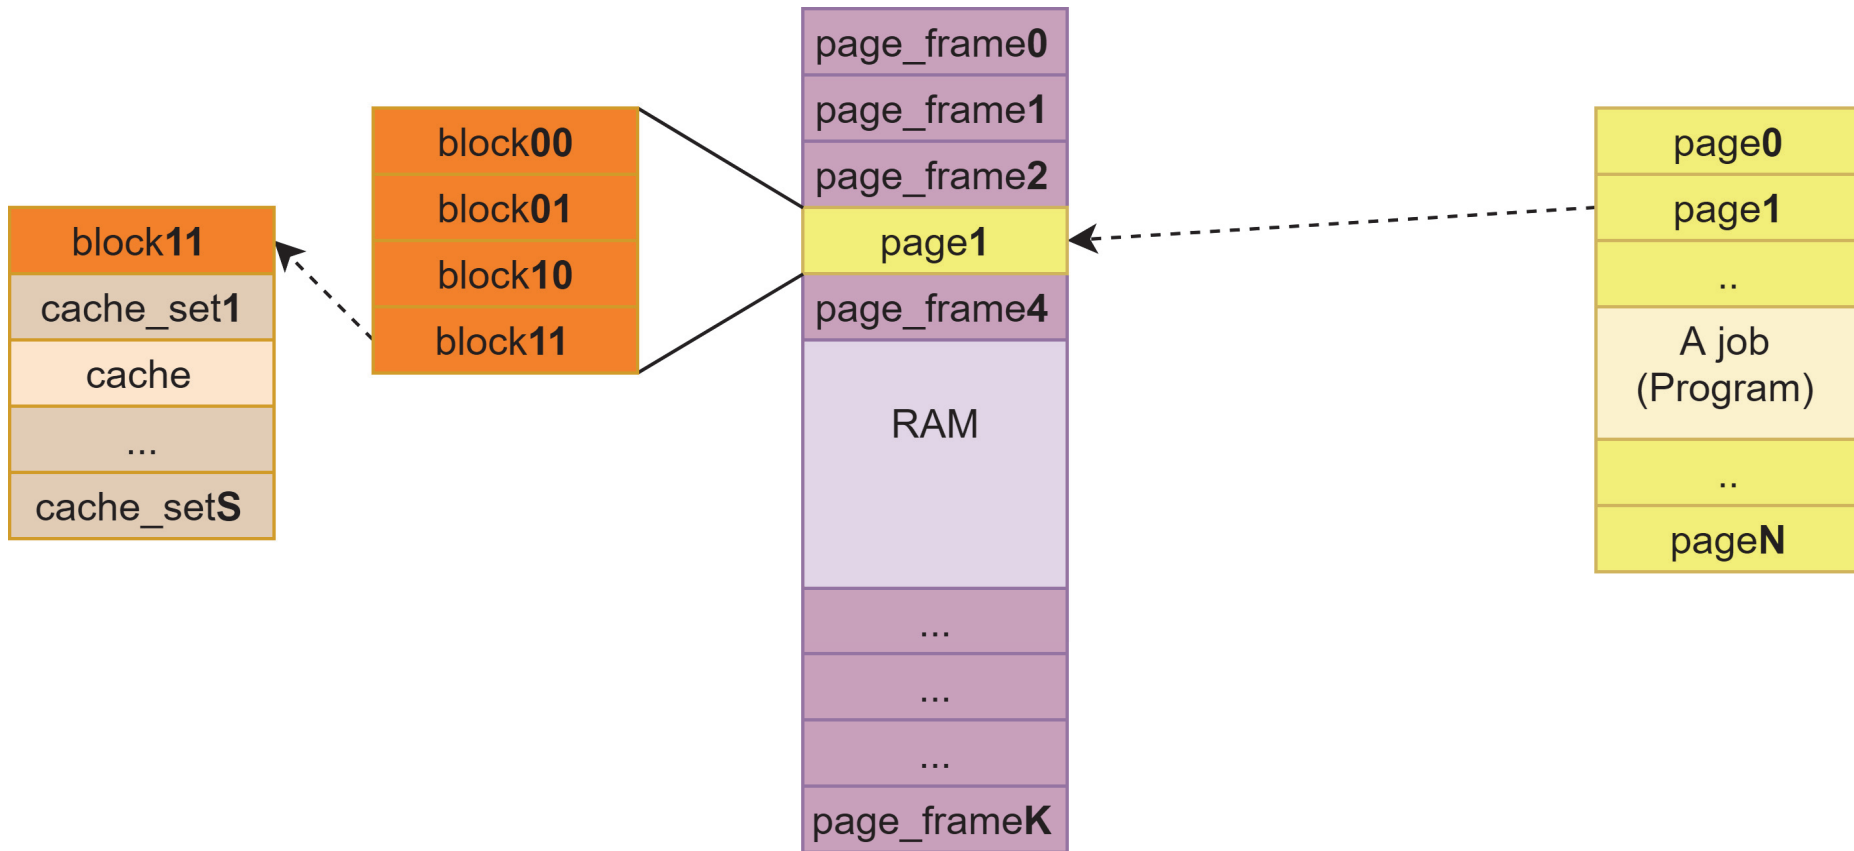 block11
cache_set1
cache
...
cache_setS
block00
block01
block10
block11
page_frame0
page_frame1
page_frame2
page1
page_frame4
RAM
...
...
...
page_frameK
page0
page1
..
A job
(Program)
..
pageN